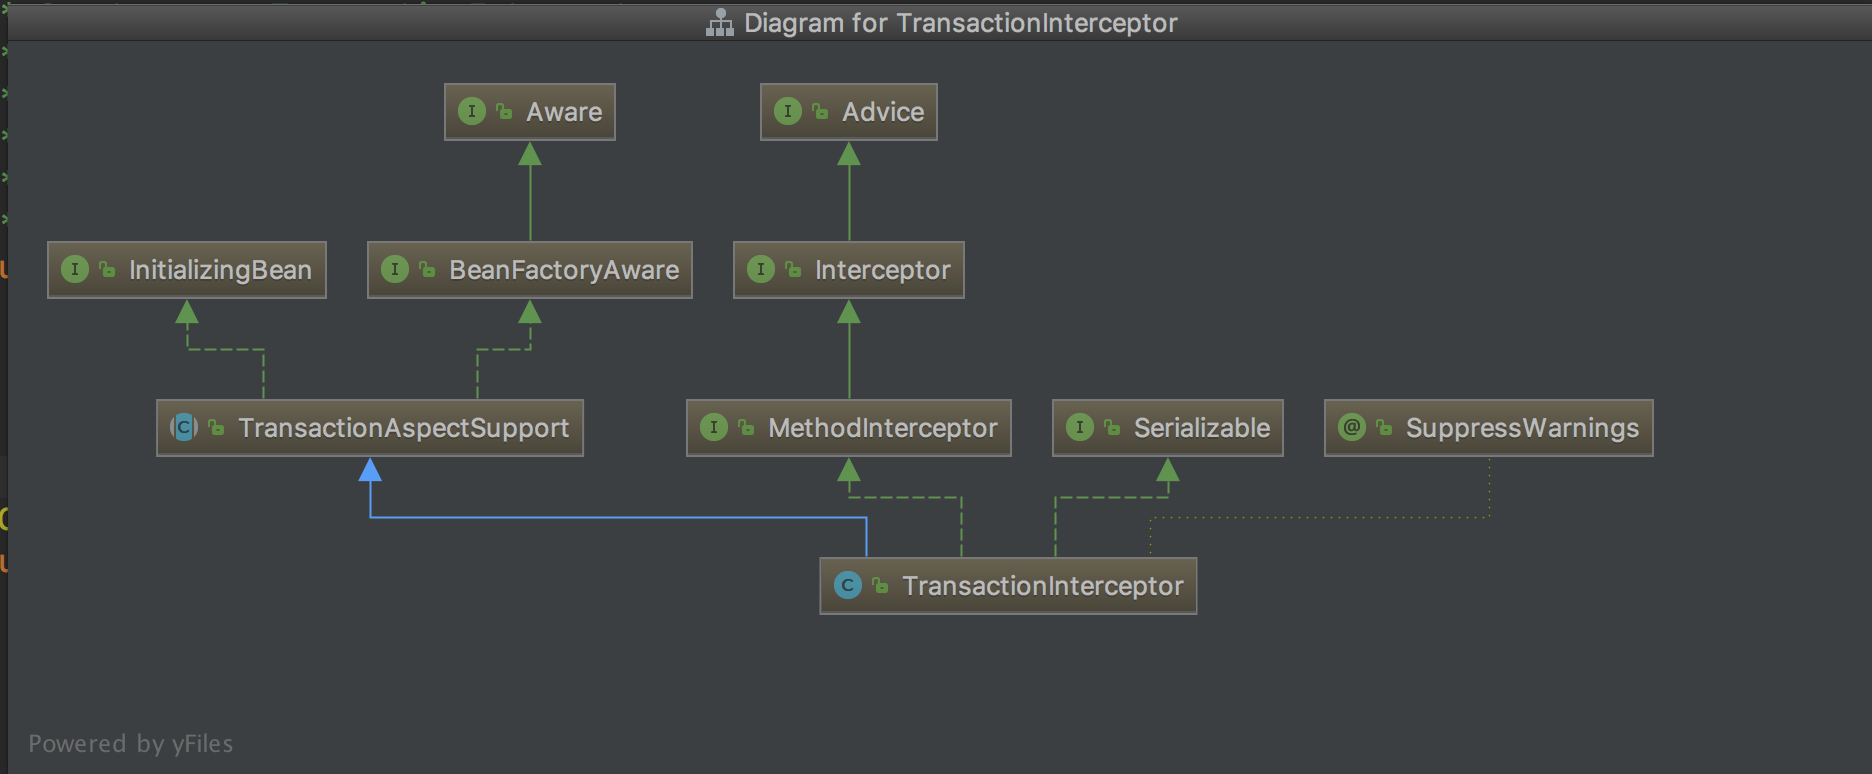 Diagram for TransactionInterceptor
I Aware
I Advice
I InitializingBean
I BeanFactoryAware
I Interceptor
C TransactionAspectSupport
I MethodInterceptor
I Serializable
@ SuppressWarnings
C TransactionInterceptor
Powered by yFiles